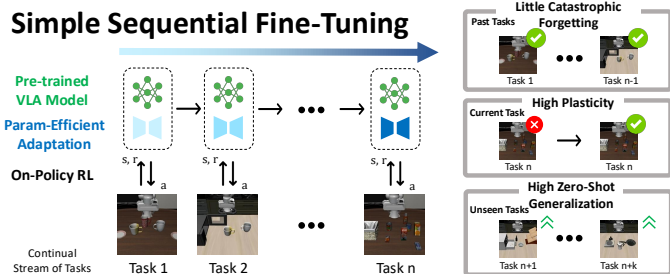 Simple Sequential Fine-Tuning
Pre-trained
VLA Model
Param-Efficient
Adaptation
On-Policy RL
s, r
a
s, r
a
s, r
a
Continual
Stream of Tasks
Task 1
Task 2
Task n
Little Catastrophic
Forgetting
Past Tasks
Task 1
Task n-1
High Plasticity
Current Task
Task n
Task n
High Zero-Shot
Generalization
Unseen Tasks
Task n+1
Task n+k